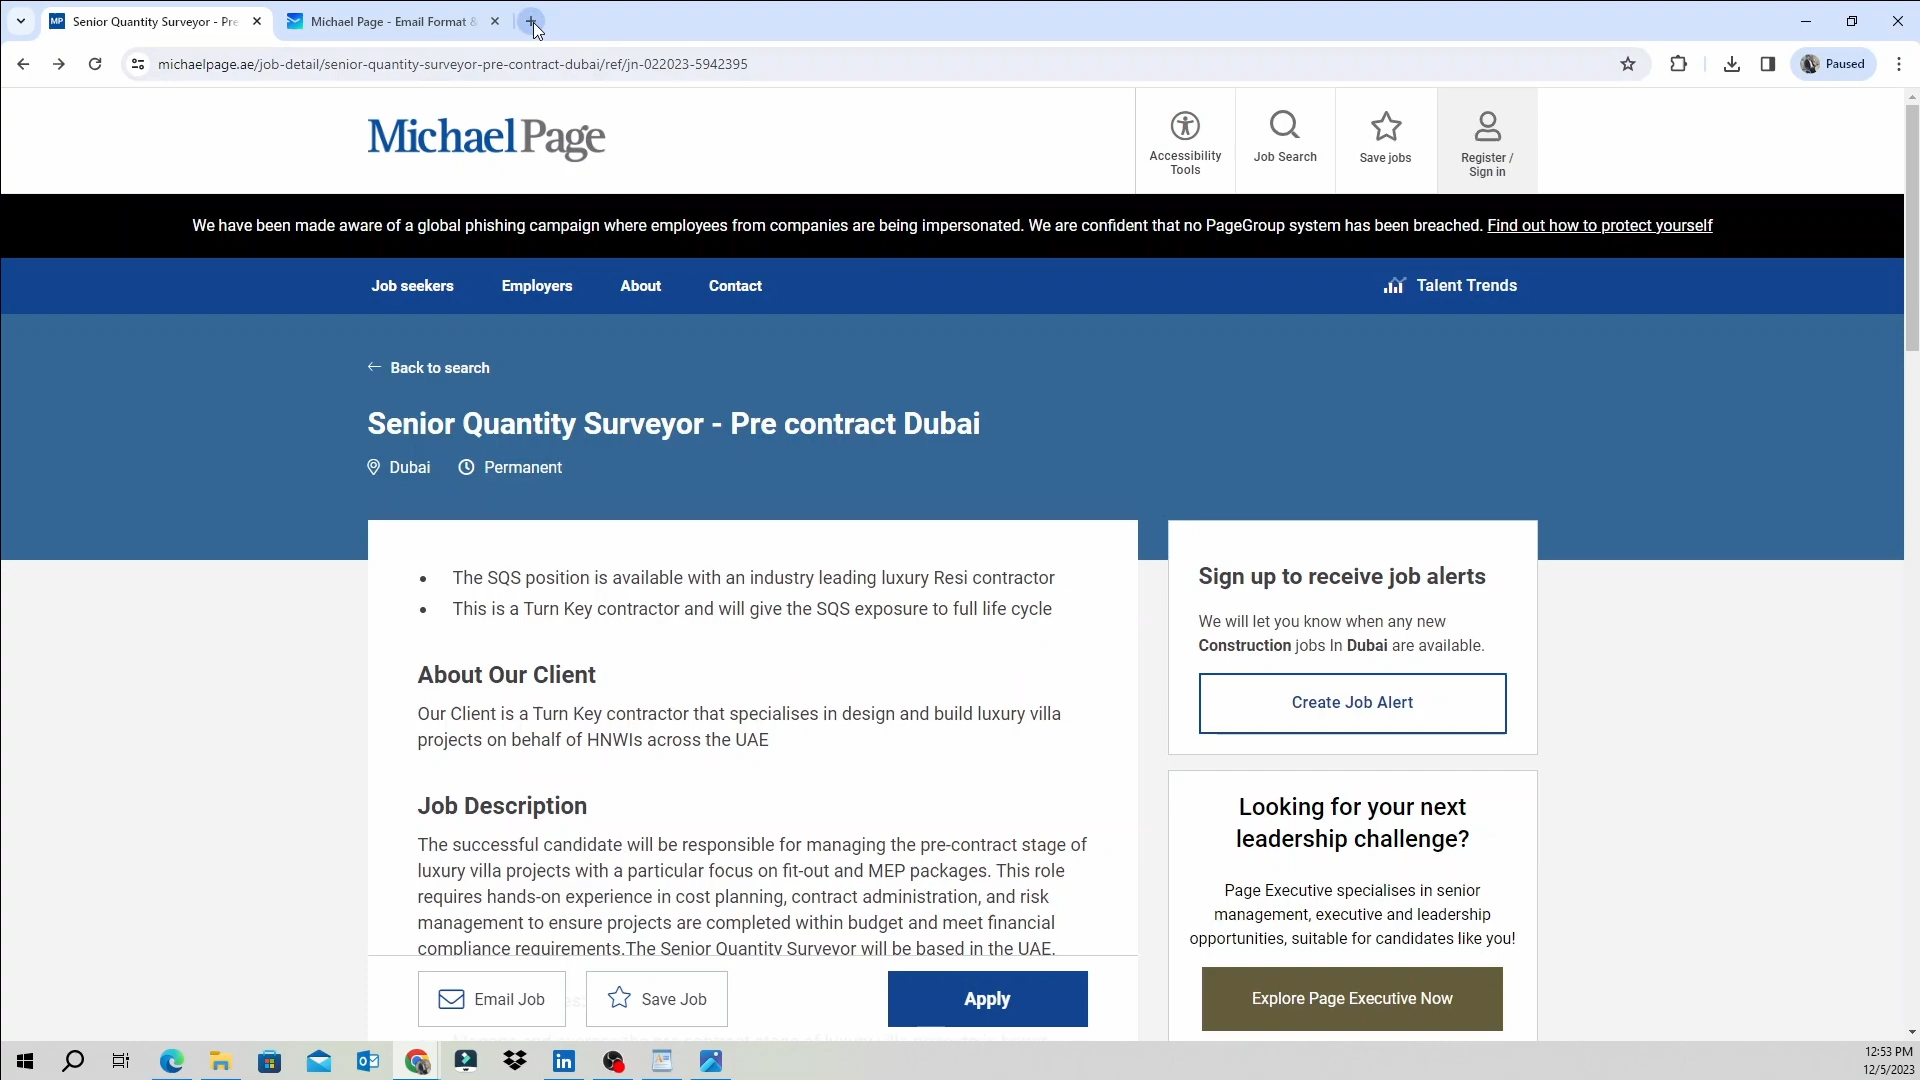 MP Senior Quantity Surveyor - Pre
Michael Page - Email Format &
michaelpage.ae/job-detail/senior-quantity-surveyor-pre-contract-dubai/ref/jn-022023-5942395
Paused
Michael Page
Accessibility
Tools
Job Search
Save jobs
Register /
Sign in
We have been made aware of a global phishing campaign where employees from companies are being impersonated. We are confident that no PageGroup system has been breached. Find out how to protect yourself
Job seekers
Employers
About
Contact
Talent Trends
Back to search
Senior Quantity Surveyor - Pre contract Dubai
Dubai
Permanent
• The SQS position is available with an industry leading luxury Resi contractor
• This is a Turn Key contractor and will give the SQS exposure to full life cycle
About Our Client
Our Client is a Turn Key contractor that specialises in design and build luxury villa
projects on behalf of HNWIs across the UAE
Job Description
The successful candidate will be responsible for managing the pre-contract stage of
luxury villa projects with a particular focus on fit-out and MEP packages. This role
requires hands-on experience in cost planning, contract administration, and risk
management to ensure projects are completed within budget and meet financial
compliance requirements.The Senior Quantity Surveyor will be based in the UAE.
Email Job
Save Job
Apply
Sign up to receive job alerts
We will let you know when any new
Construction jobs In Dubai are available.
Create Job Alert
Looking for your next
leadership challenge?
Page Executive specialises in senior
management, executive and leadership
opportunities, suitable for candidates like you!
Explore Page Executive Now
12:53 PM
12/5/2023